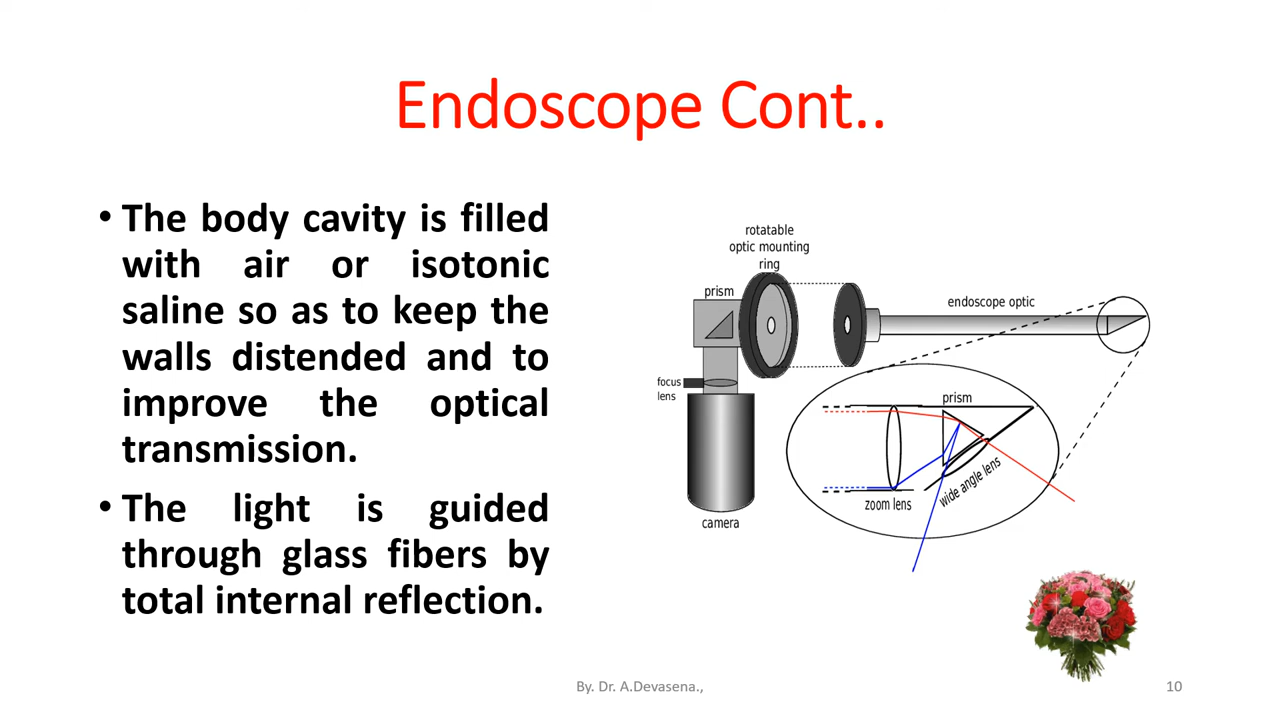 Endoscope Cont..
• The body cavity is filled
with air or isotonic
saline so as to keep the
walls distended and to
improve the optical
transmission.
• The light is guided
through glass fibers by
total internal reflection.
rotatable
optic mounting
ring
prism
endoscope optic
focus
lens
prism
zoom lens
wide angle lens
camera
By. Dr. A.Devasena.,
10